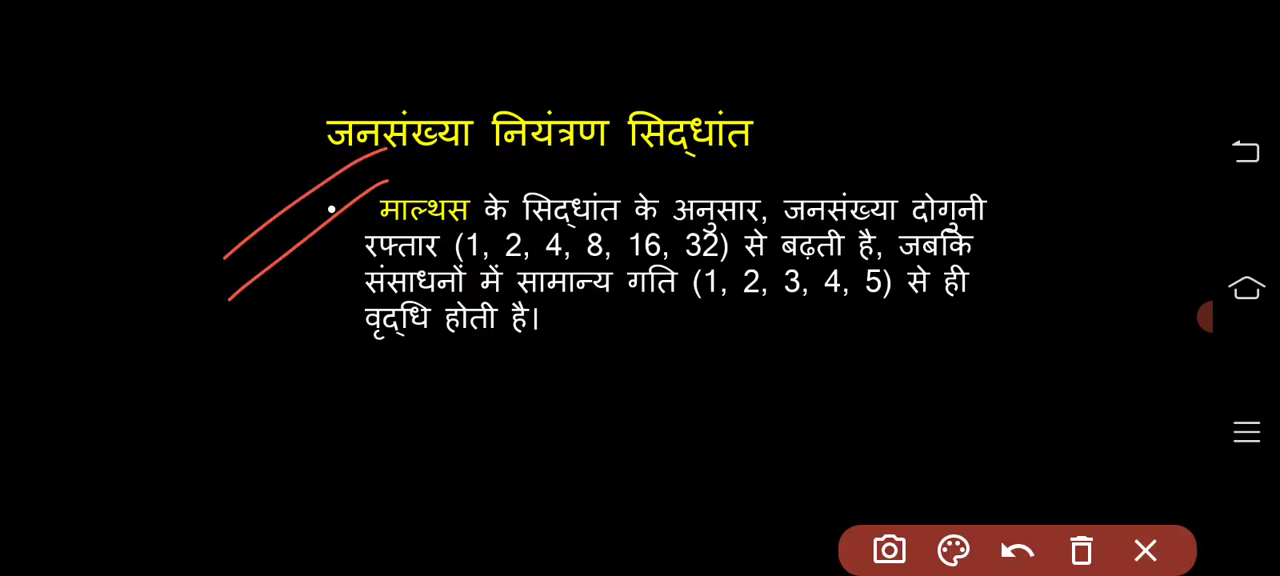 जनसंख्या नियंत्रण सिद्धांत
• माल्थस के सिद्धांत के अनुसार, जनसंख्या दोगुनी
रफ्तार (1, 2, 4, 8, 16, 32) से बढ़ती है, जबकि
संसाधनों में सामान्य गति (1, 2, 3, 4, 5) से ही
वृद्धि होती है।